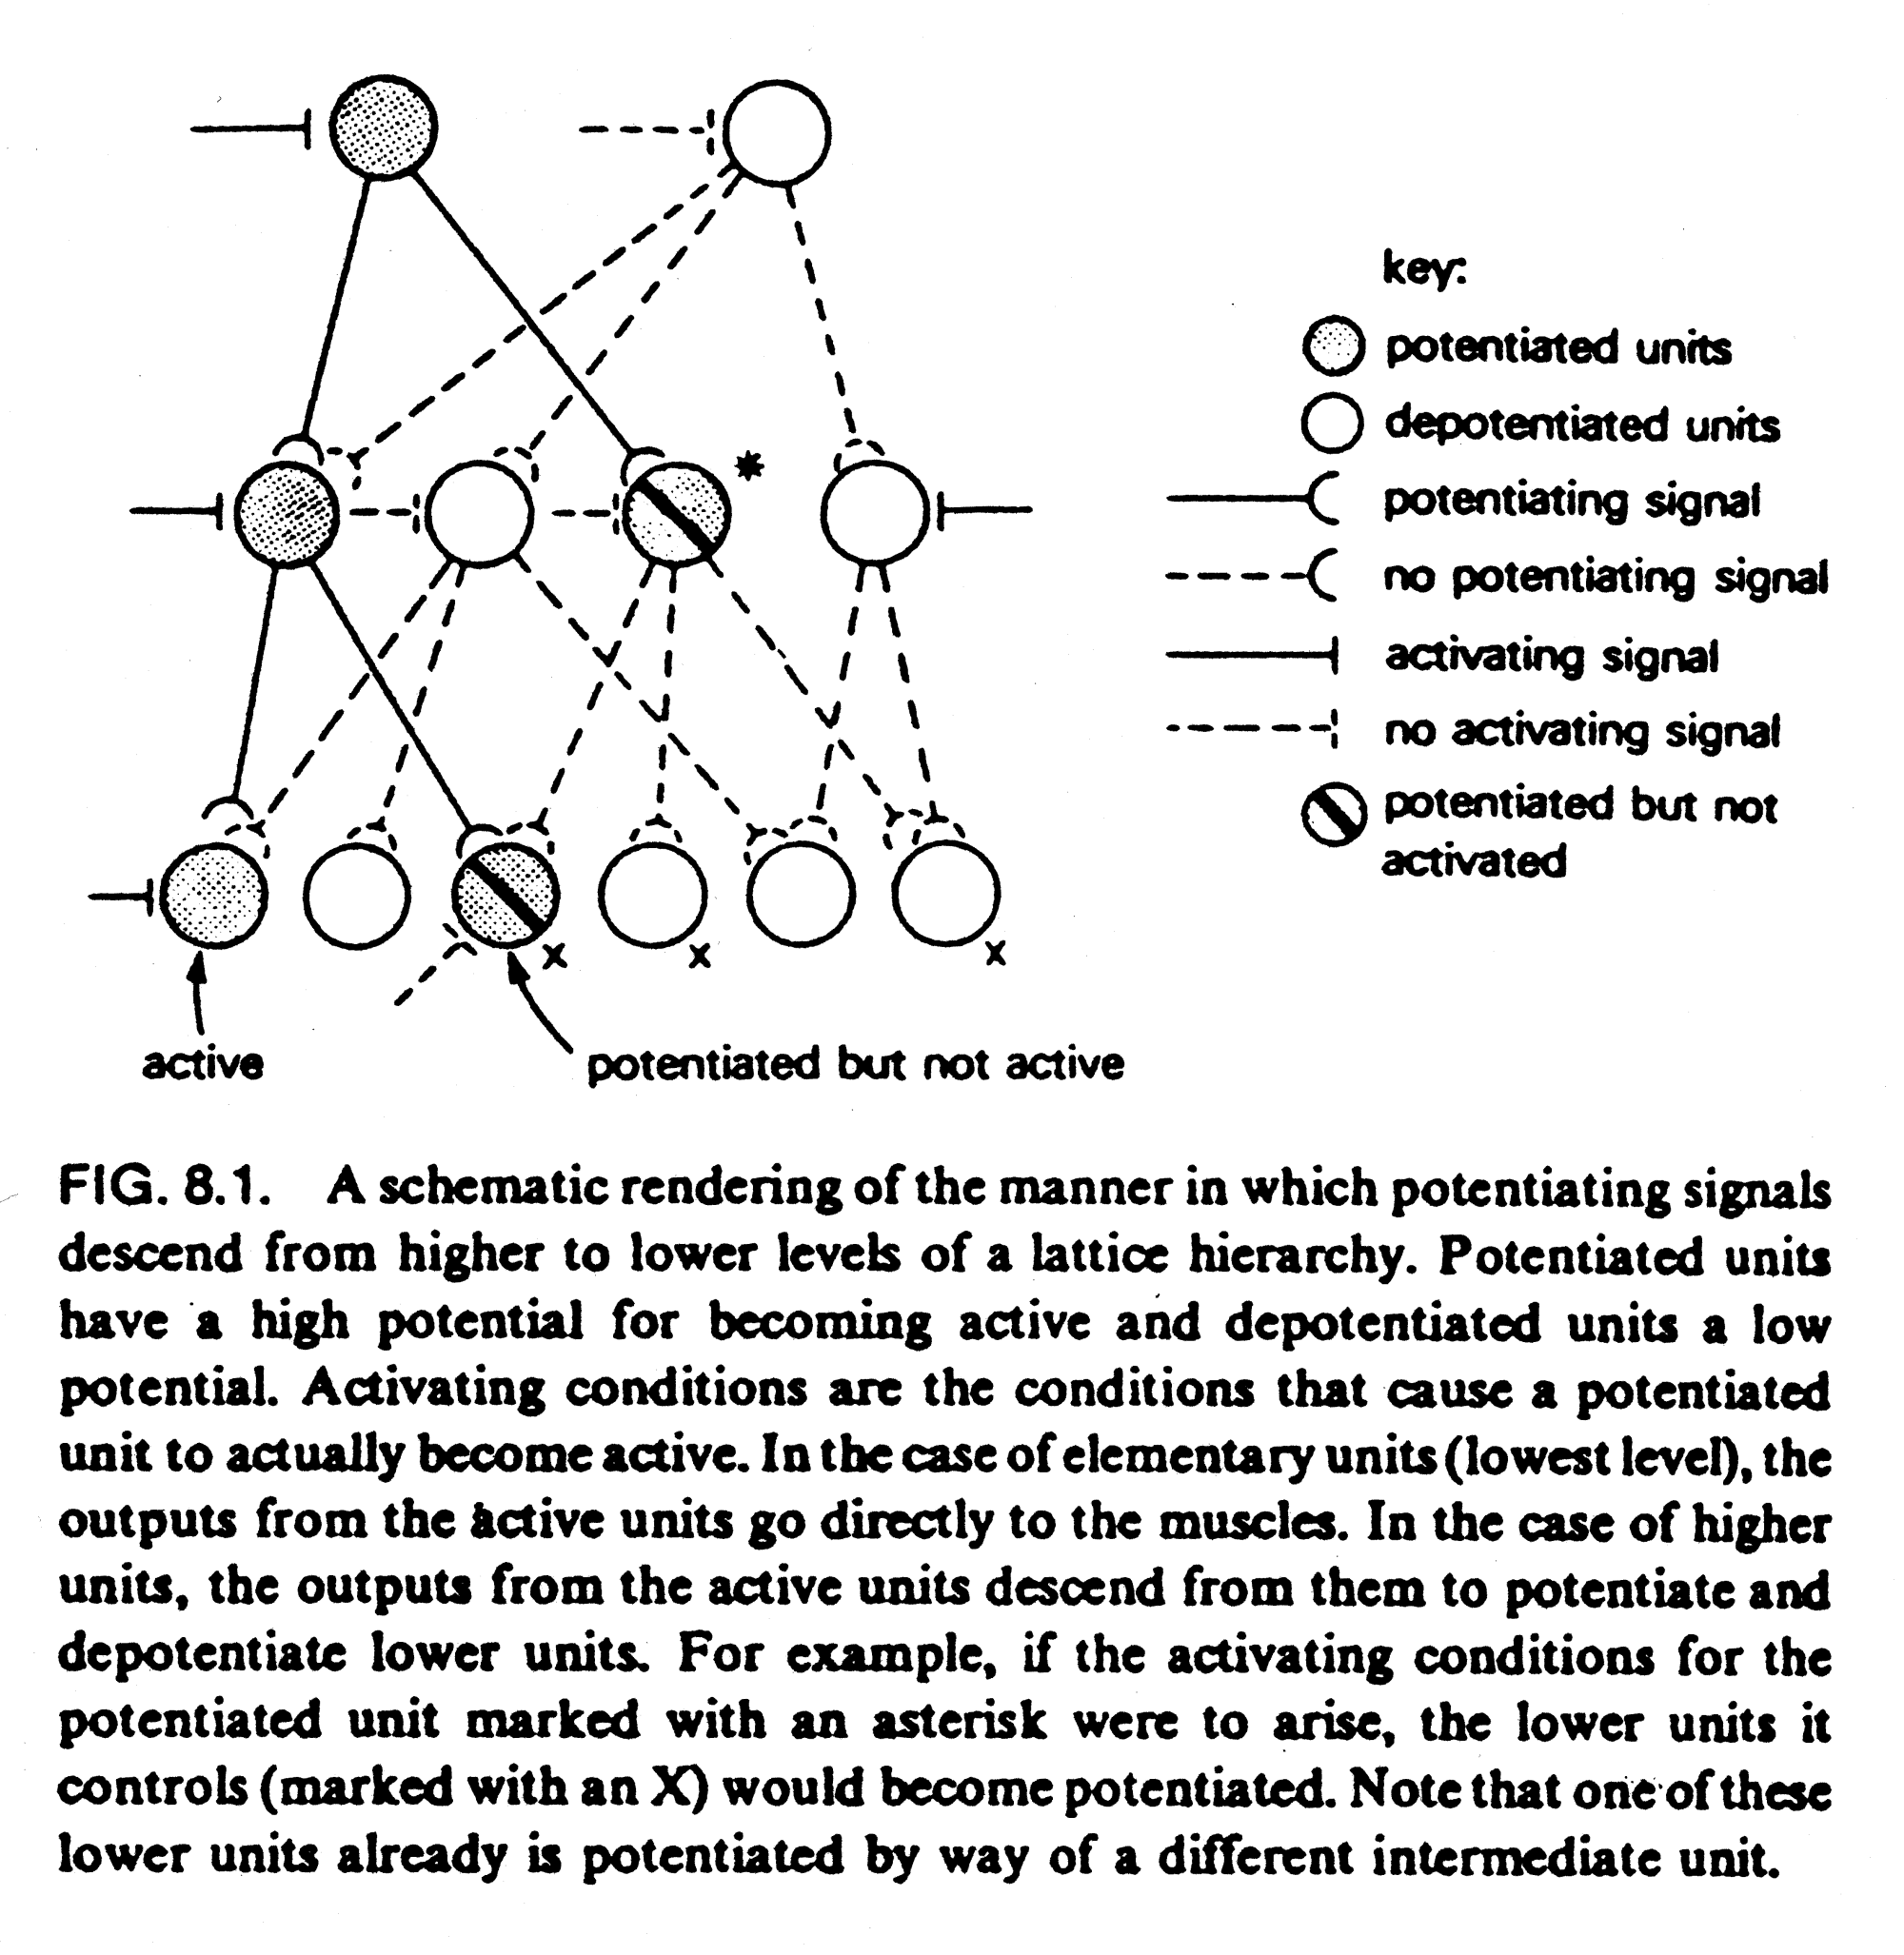 key:
potentiated units
depotentiated units
potentiating signal
no potentiating signal
activating signal
no activating signal
potentiated but not
activated
*
x
x
x
active
potentiated but not active
FIG. 8.1. A schematic rendering of the manner in which potentiating signals
descend from higher to lower levels of a lattice hierarchy. Potentiated units
have a high potential for becoming active and depotentiated units a low
potential. Activating conditions are the conditions that cause a potentiated
unit to actually become active. In the case of elementary units (lowest level), the
outputs from the active units go directly to the muscles. In the case of higher
units, the outputs from the active units descend from them to potentiate and
depotentiate lower units. For example, if the activating conditions for the
potentiated unit marked with an asterisk were to arise, the lower units it
controls (marked with an X) would become potentiated. Note that one of these
lower units already is potentiated by way of a different intermediate unit.